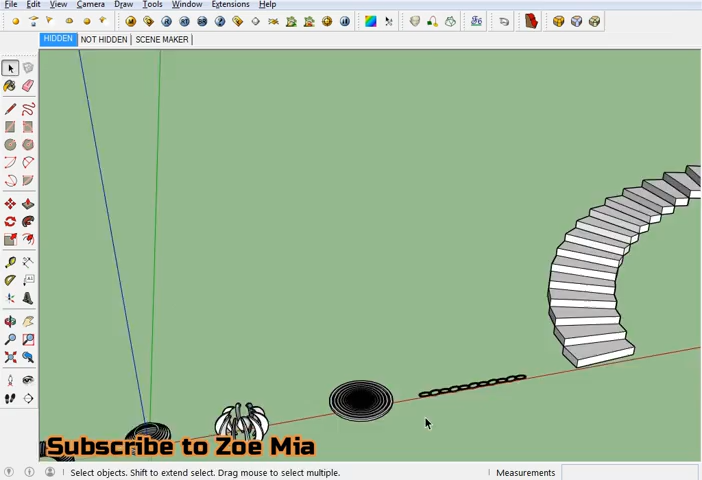 File Edit View Camera Draw Tools Window Extensions Help
HIDDEN NOT HIDDEN SCENE MAKER
Subscribe to Zoe Mia
Select objects. Shift to extend select. Drag mouse to select multiple. Measurements